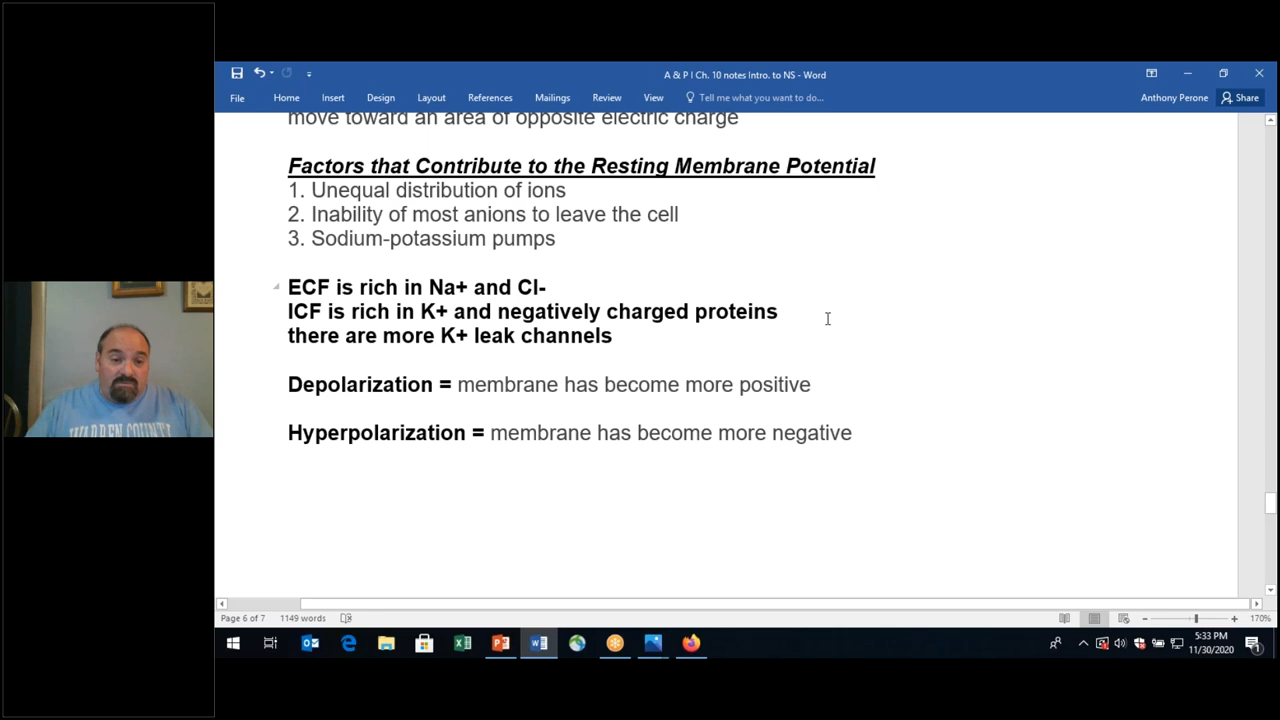 A & P I Ch. 10 notes Intro. to NS - Word
File Home Insert Design Layout References Mailings Review View Tell me what you want to do... Anthony Perone Share
move toward an area of opposite electric charge
Factors that Contribute to the Resting Membrane Potential
1. Unequal distribution of ions
2. Inability of most anions to leave the cell
3. Sodium-potassium pumps
ECF is rich in Na+ and Cl-
ICF is rich in K+ and negatively charged proteins
there are more K+ leak channels
Depolarization = membrane has become more positive
Hyperpolarization = membrane has become more negative
WARREN COUNTY
Page 6 of 7 1149 words 170%
5:33 PM
11/30/2020